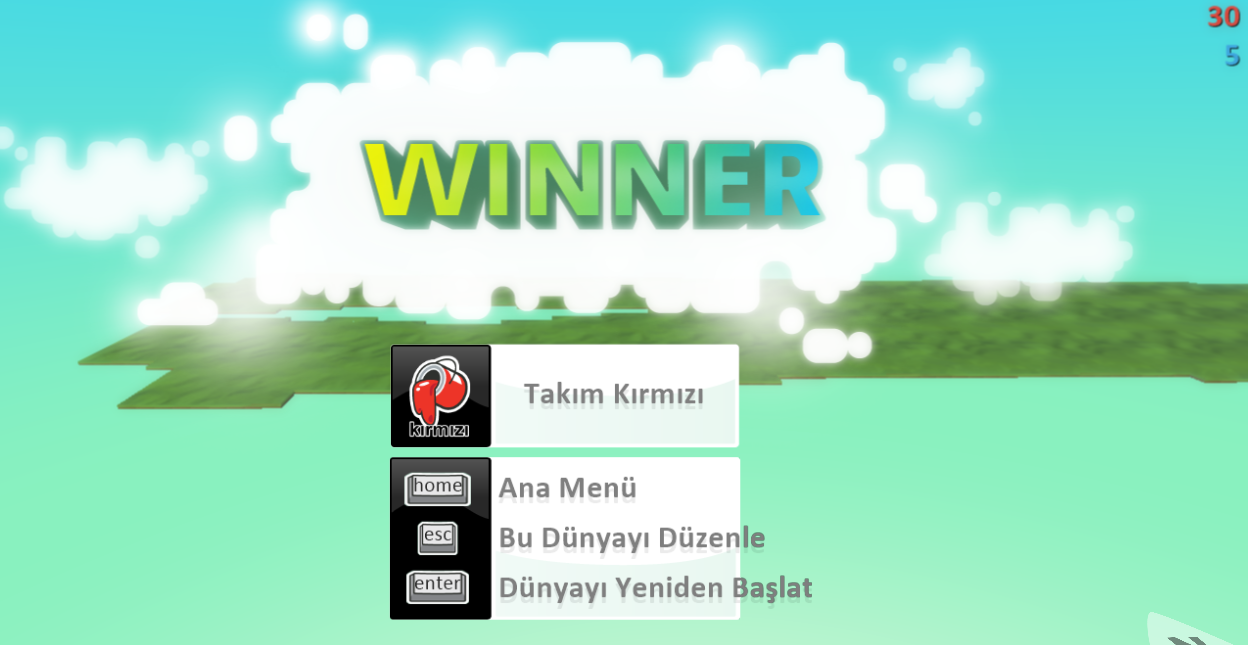 30
5
WINNER
kırmızı
Takım Kırmızı
home Ana Menü
esc Bu Dünyayı Düzenle
enter Dünyayı Yeniden Başlat